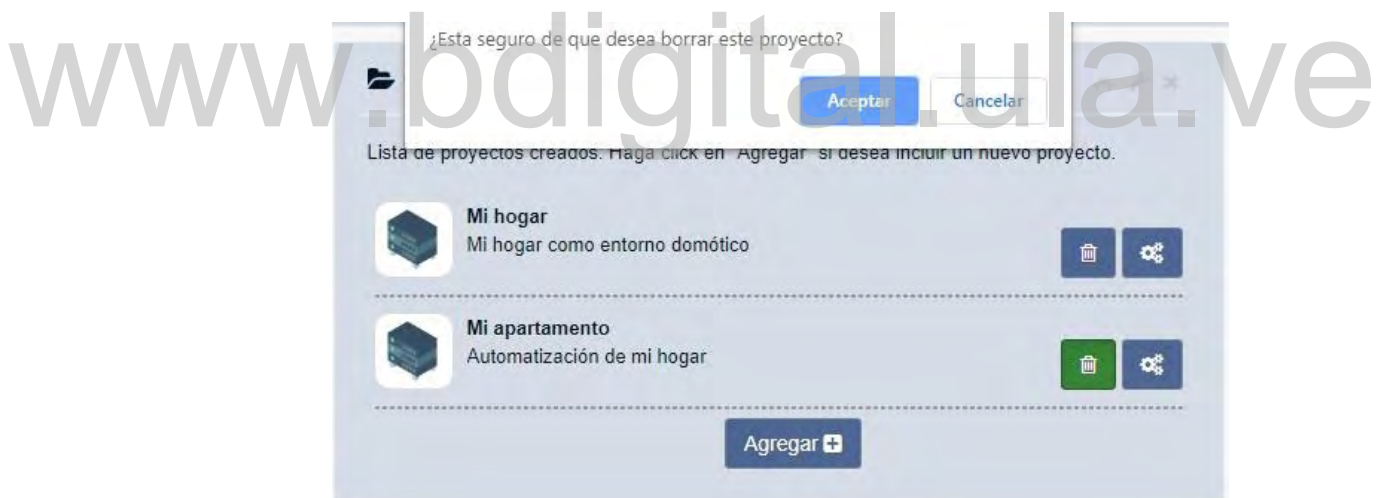 www.bdigital.ula.ve
¿Esta seguro de que desea borrar este proyecto?
Aceptar
Cancelar
Lista de proyectos creados. Haga click en "Agregar" si desea incluir un nuevo proyecto.
Mi hogar
Mi hogar como entorno domótico
Mi apartamento
Automatización de mi hogar
Agregar